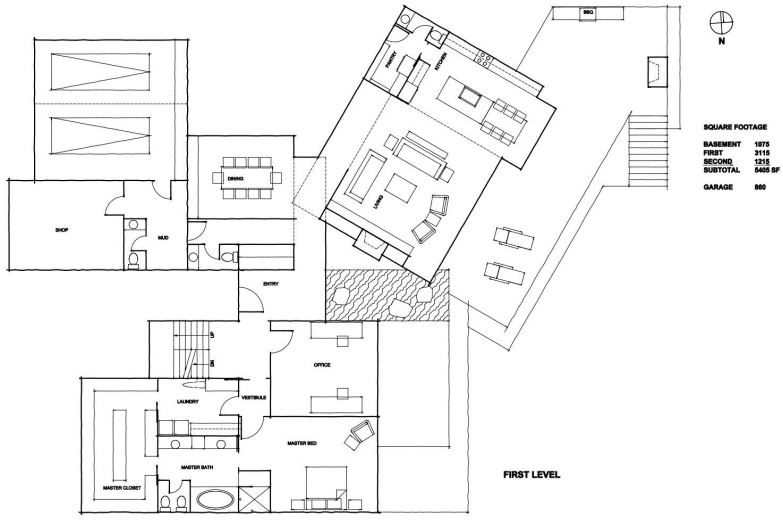 BBQ
N
PANTRY
KITCHEN
SQUARE FOOTAGE
BASEMENT 1075
FIRST 3115
SECOND 1215
SUBTOTAL 5405 SF
GARAGE 880
DINING
LIVING
SHOP
MUD
ENTRY
UP
DN
OFFICE
LAUNDRY
VESTIBULE
MASTER BED
MASTER BATH
MASTER CLOSET
FIRST LEVEL